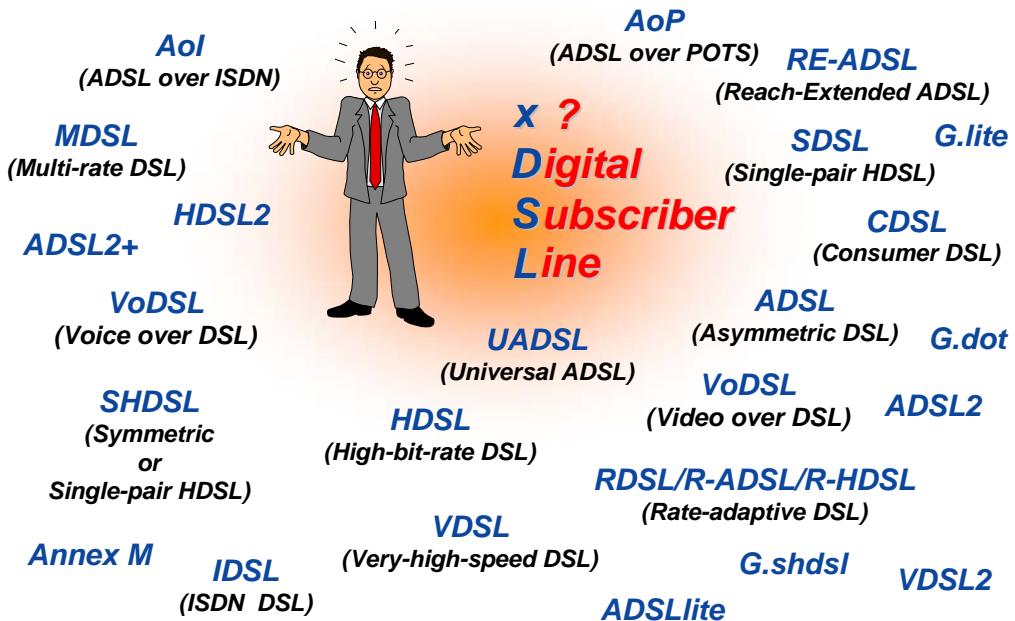 AoI
(ADSL over ISDN)
AoP
(ADSL over POTS)
RE-ADSL
(Reach-Extended ADSL)
x ?
Digital
Subscriber
Line
MDSL
(Multi-rate DSL)
SDSL
(Single-pair HDSL)
G.lite
HDSL2
ADSL2+
CDSL
(Consumer DSL)
VoDSL
(Voice over DSL)
UADSL
(Universal ADSL)
ADSL
(Asymmetric DSL)
G.dot
SHDSL
(Symmetric
or
Single-pair HDSL)
HDSL
(High-bit-rate DSL)
VoDSL
(Video over DSL)
ADSL2
RDSL/R-ADSL/R-HDSL
(Rate-adaptive DSL)
Annex M
IDSL
(ISDN DSL)
VDSL
(Very-high-speed DSL)
G.shdsl
VDSL2
ADSLlite